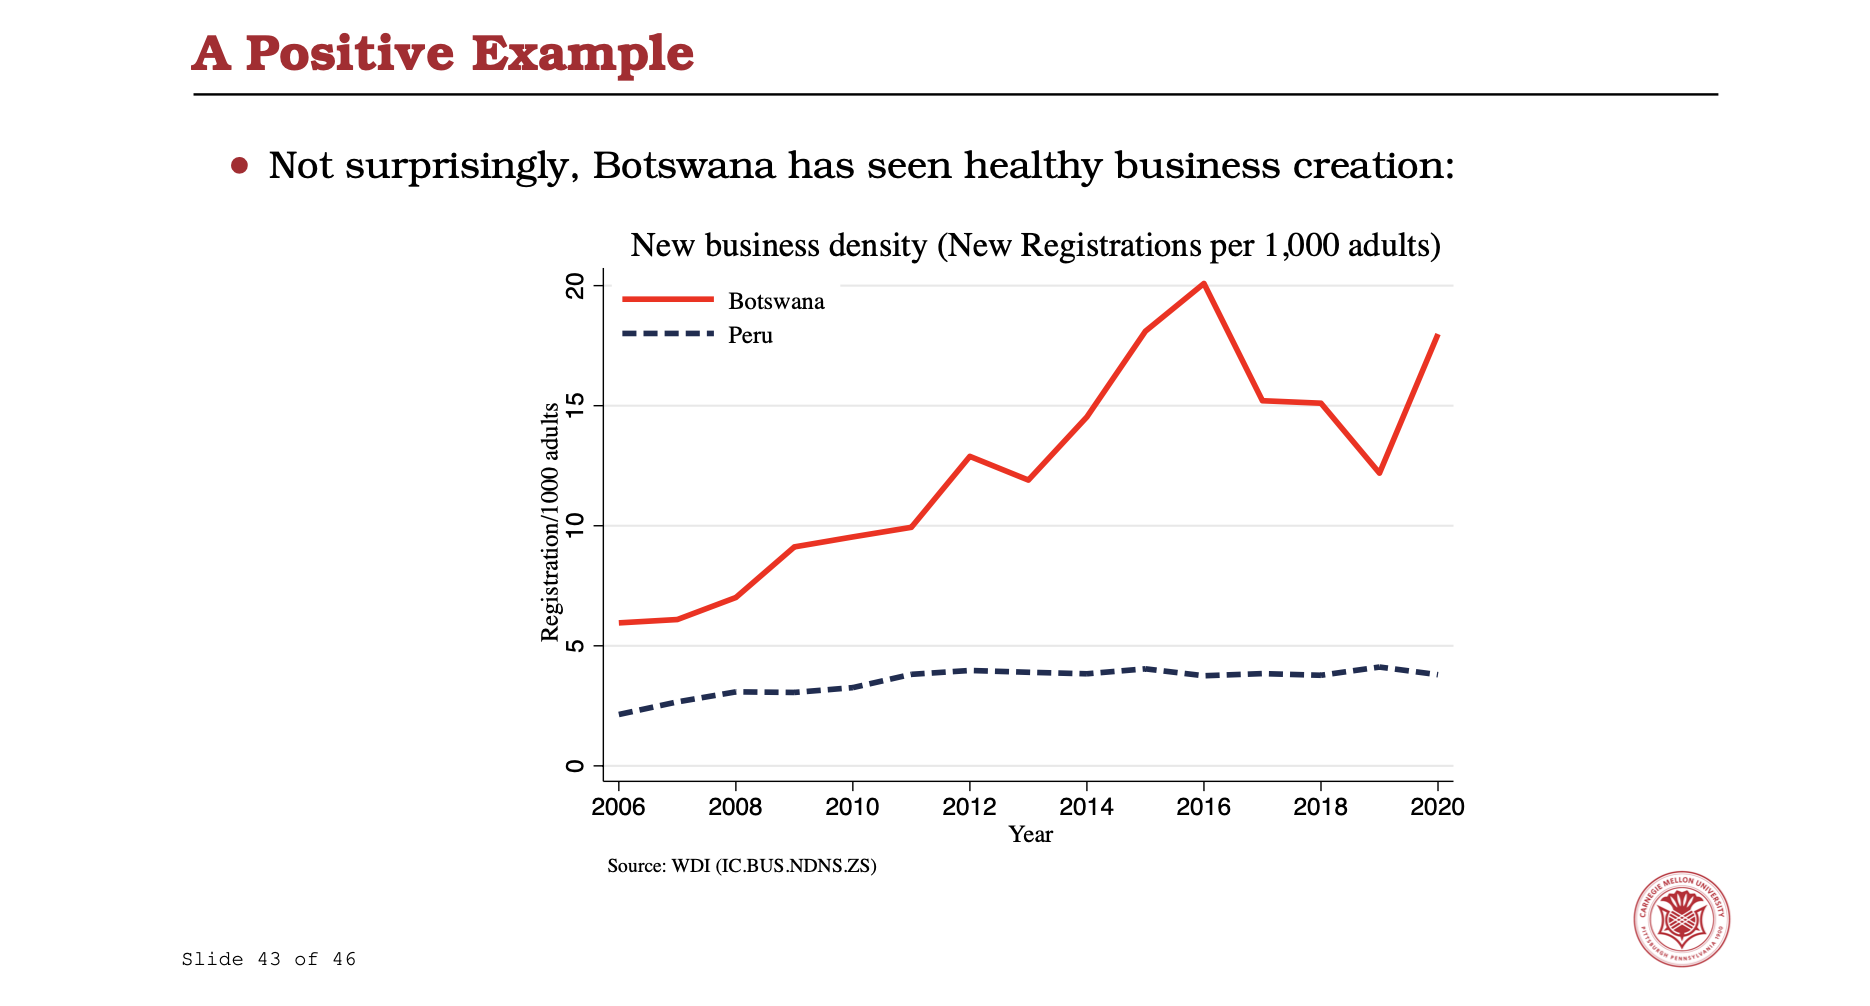 A Positive Example
Not surprisingly, Botswana has seen healthy business creation:
New business density (New Registrations per 1,000 adults)
Botswana
Peru
Registration/1000 adults
20
15
10
5
0
2006 2008 2010 2012 2014 2016 2018 2020
Year
Source: WDI (IC.BUS.NDNS.ZS)
CARNEGIE MELLON UNIVERSITY
PITTSBURGH PENNSYLVANIA 1900
Slide 43 of 46